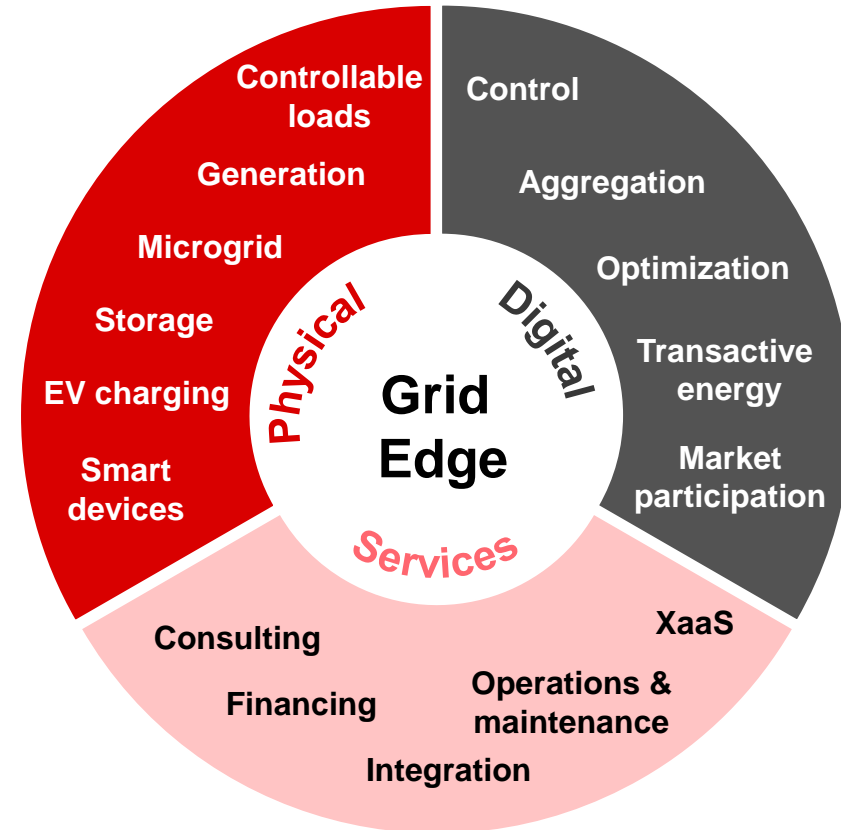 Controllable
loads
Generation
Microgrid
Storage
EV charging
Smart
devices
Physical
Control
Aggregation
Optimization
Transactive
energy
Market
participation
Digital
Grid
Edge
Services
Consulting
Financing
Integration
Operations &
maintenance
XaaS